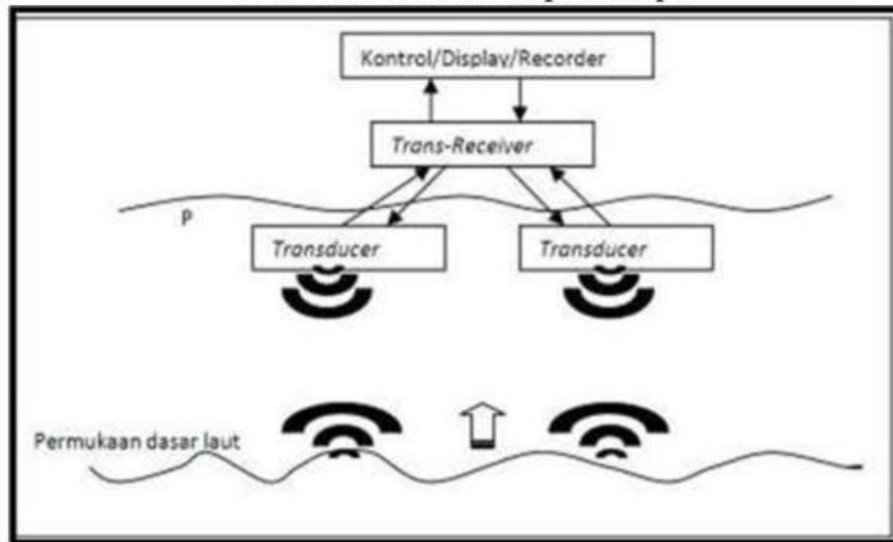 Kontrol/Display/Recorder
Trans-Receiver
P
Transducer Transducer
Permukaan dasar laut